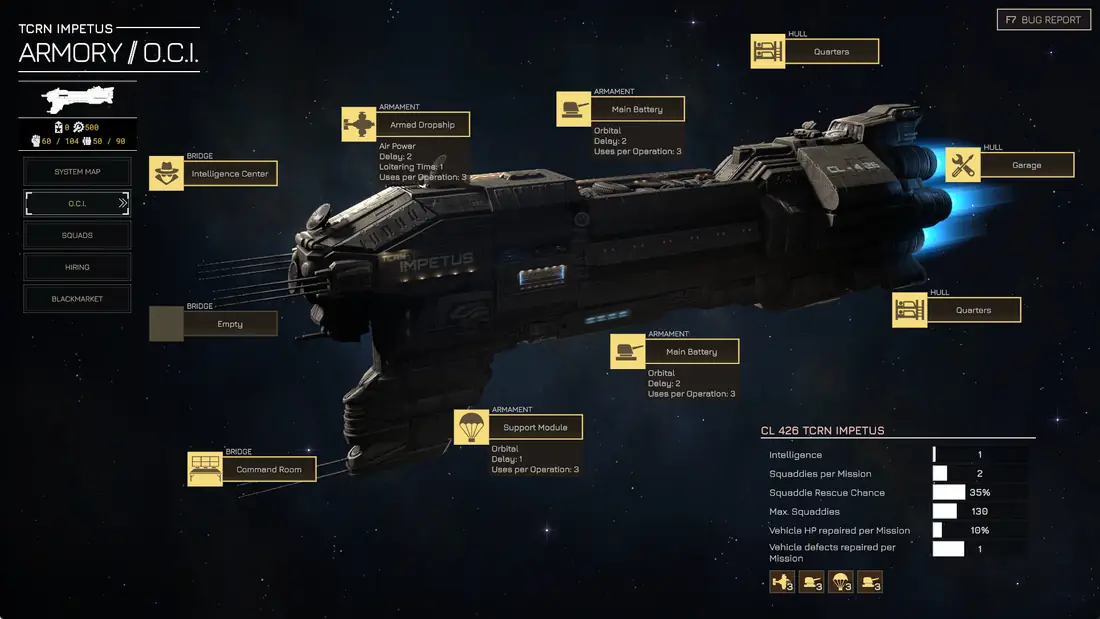 TCRN IMPETUS
ARMORY // O.C.I.
F7 BUG REPORT
0 500
60 / 104 50 / 90
SYSTEM MAP
O.C.I.
SQUADS
HIRING
BLACKMARKET
HULL
Quarters
ARMAMENT
Main Battery
Orbital
Delay: 2
Uses per Operation: 3
ARMAMENT
Armed Dropship
Air Power
Delay: 2
Loitering Time: 1
Uses per Operation: 3
HULL
Garage
BRIDGE
Intelligence Center
CL 426
TCRN
IMPETUS
BRIDGE
Empty
HULL
Quarters
ARMAMENT
Main Battery
Orbital
Delay: 2
Uses per Operation: 3
ARMAMENT
Support Module
Orbital
Delay: 1
Uses per Operation: 3
BRIDGE
Command Room
CL 426 TCRN IMPETUS
Intelligence 1
Squaddies per Mission 2
Squaddie Rescue Chance 35%
Max. Squaddies 130
Vehicle HP repaired per Mission 10%
Vehicle defects repaired per
Mission 1
3 3 3 3